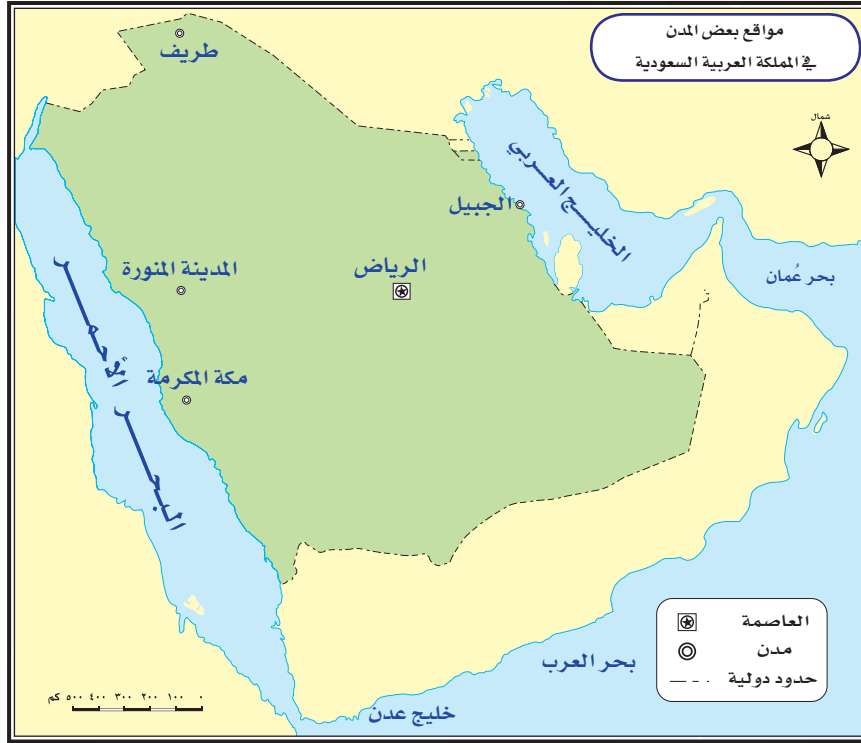 مواقع بعض المدن
في المملكة العربية السعودية
شمال
طريف
الخليج العربي
الجبيل
المدينة المنورة
الرياض
بحر عُمان
مكة المكرمة
البحر الأحمر
العاصمة
مدن
حدود دولية
بحر العرب
خليج عدن
٠ ١٠٠ ٢٠٠ ٣٠٠ ٤٠٠ ٥٠٠ كم